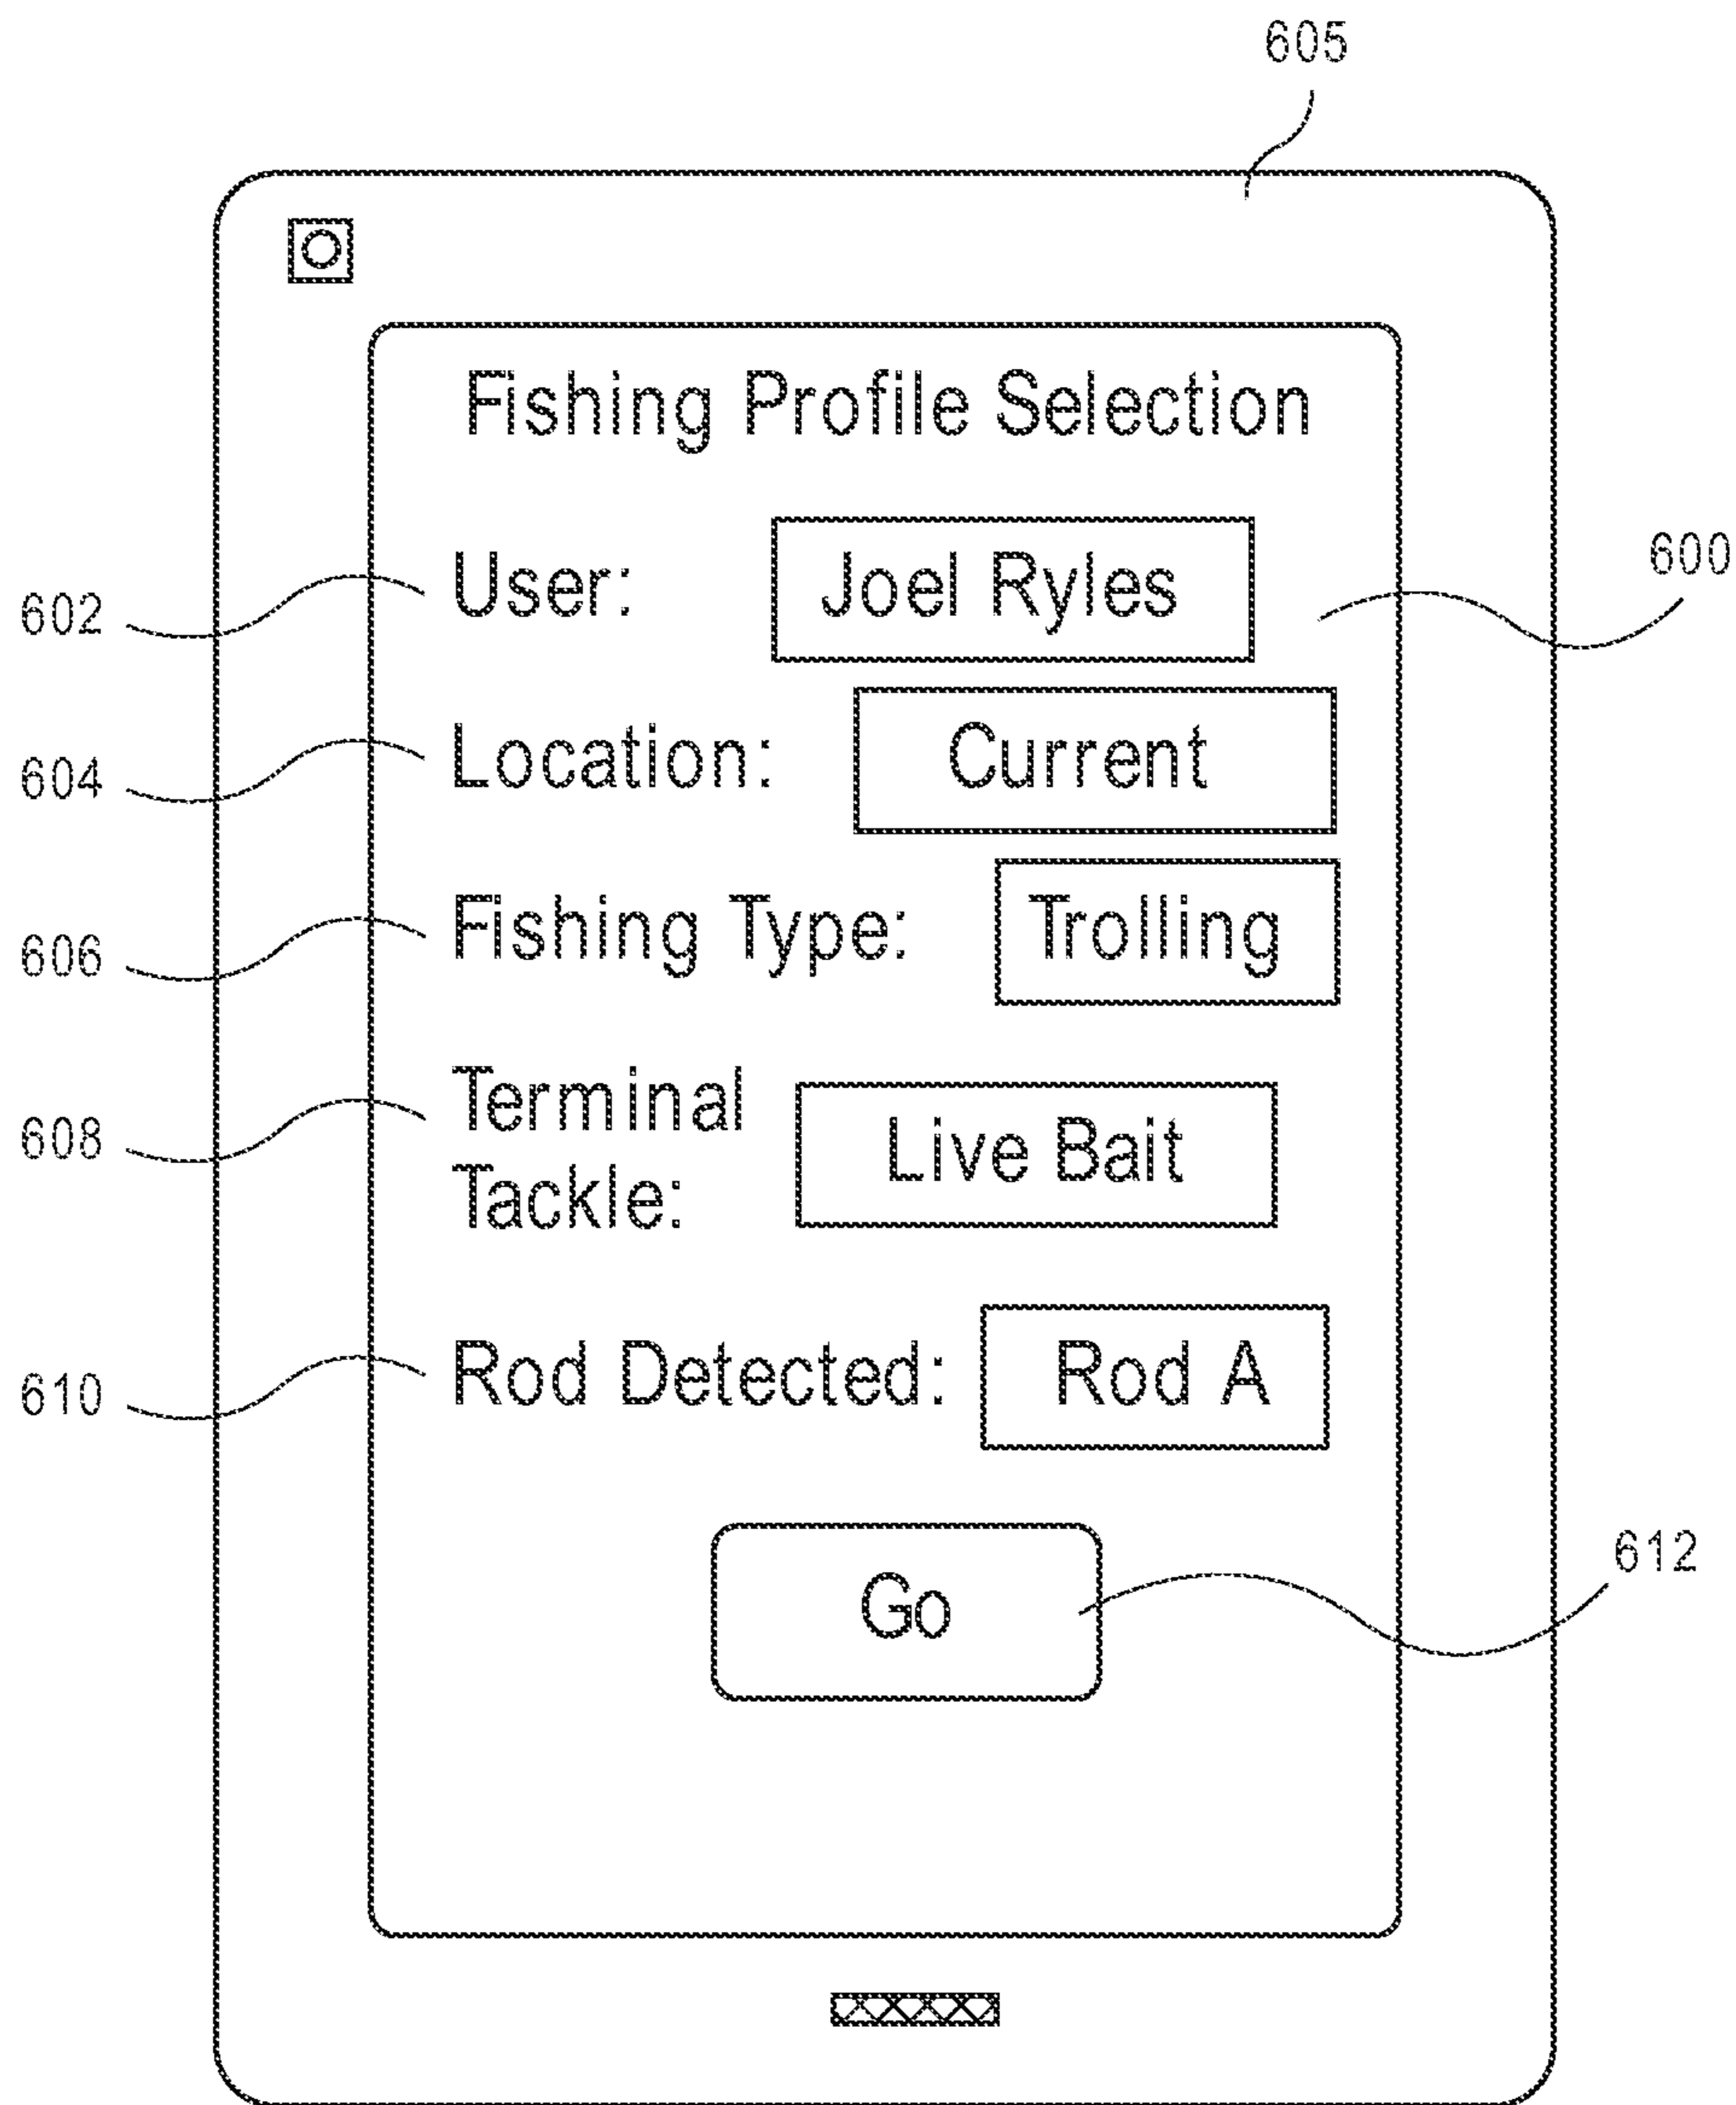 605
Fishing Profile Selection
600
602 User: Joel Ryles
604 Location: Current
606 Fishing Type: Trolling
608 Terminal Tackle: Live Bait
610 Rod Detected: Rod A
612
Go